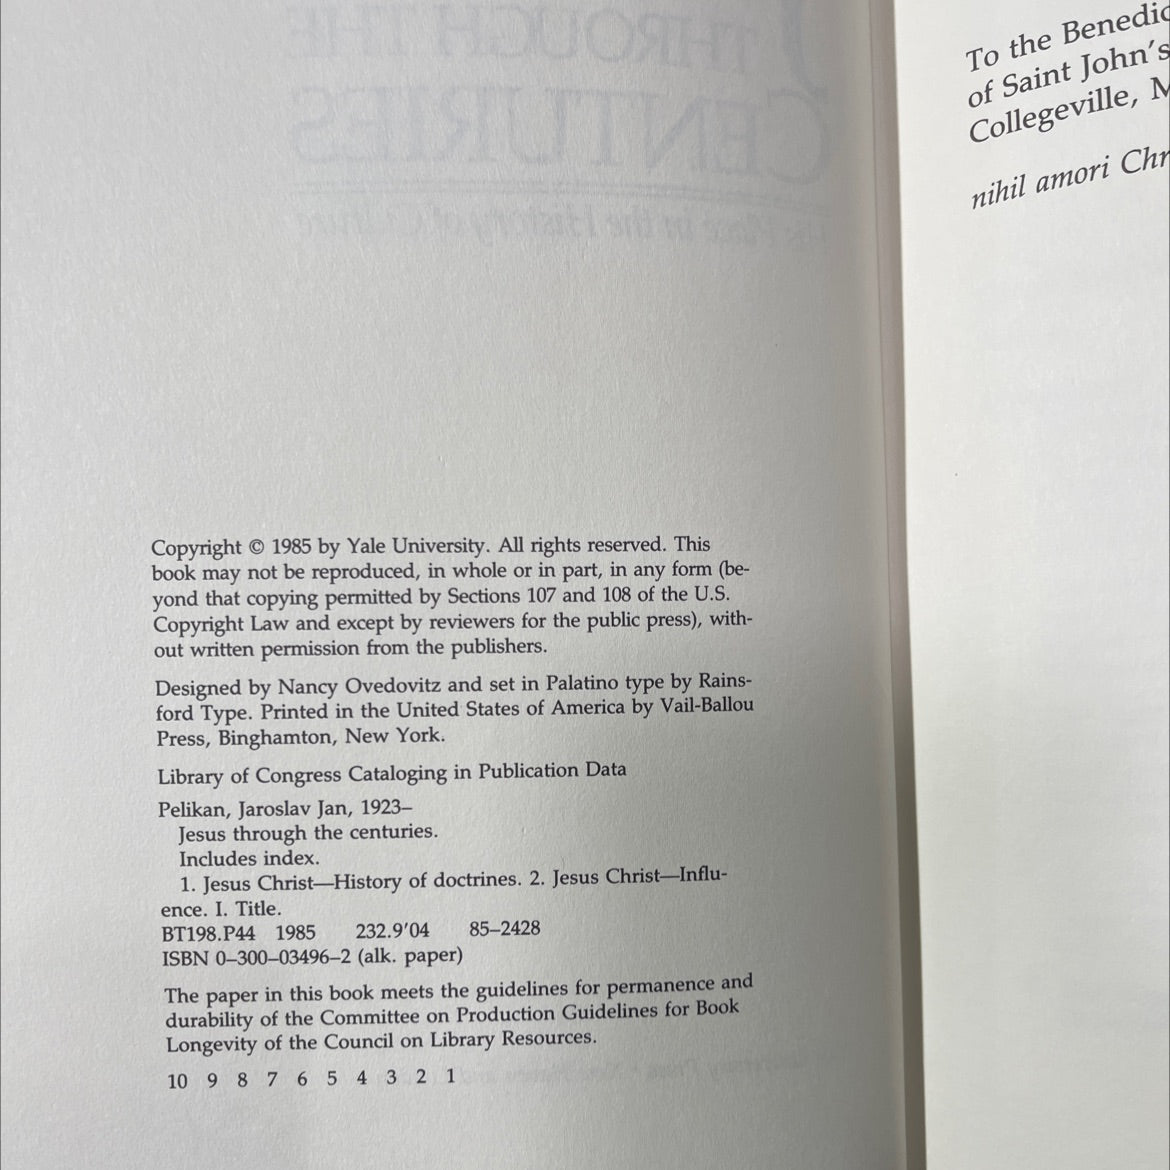 Copyright © 1985 by Yale University. All rights reserved. This
book may not be reproduced, in whole or in part, in any form (be-
yond that copying permitted by Sections 107 and 108 of the U.S.
Copyright Law and except by reviewers for the public press), with-
out written permission from the publishers.
Designed by Nancy Ovedovitz and set in Palatino type by Rains-
ford Type. Printed in the United States of America by Vail-Ballou
Press, Binghamton, New York.
Library of Congress Cataloging in Publication Data
Pelikan, Jaroslav Jan, 1923–
Jesus through the centuries.
Includes index.
1. Jesus Christ—History of doctrines. 2. Jesus Christ—Influ-
ence. I. Title.
BT198.P44 1985 232.9'04 85–2428
ISBN 0–300–03496–2 (alk. paper)
The paper in this book meets the guidelines for permanence and
durability of the Committee on Production Guidelines for Book
Longevity of the Council on Library Resources.
10 9 8 7 6 5 4 3 2 1
To the Benedic
of Saint John's
Collegeville, M
nihil amori Chr